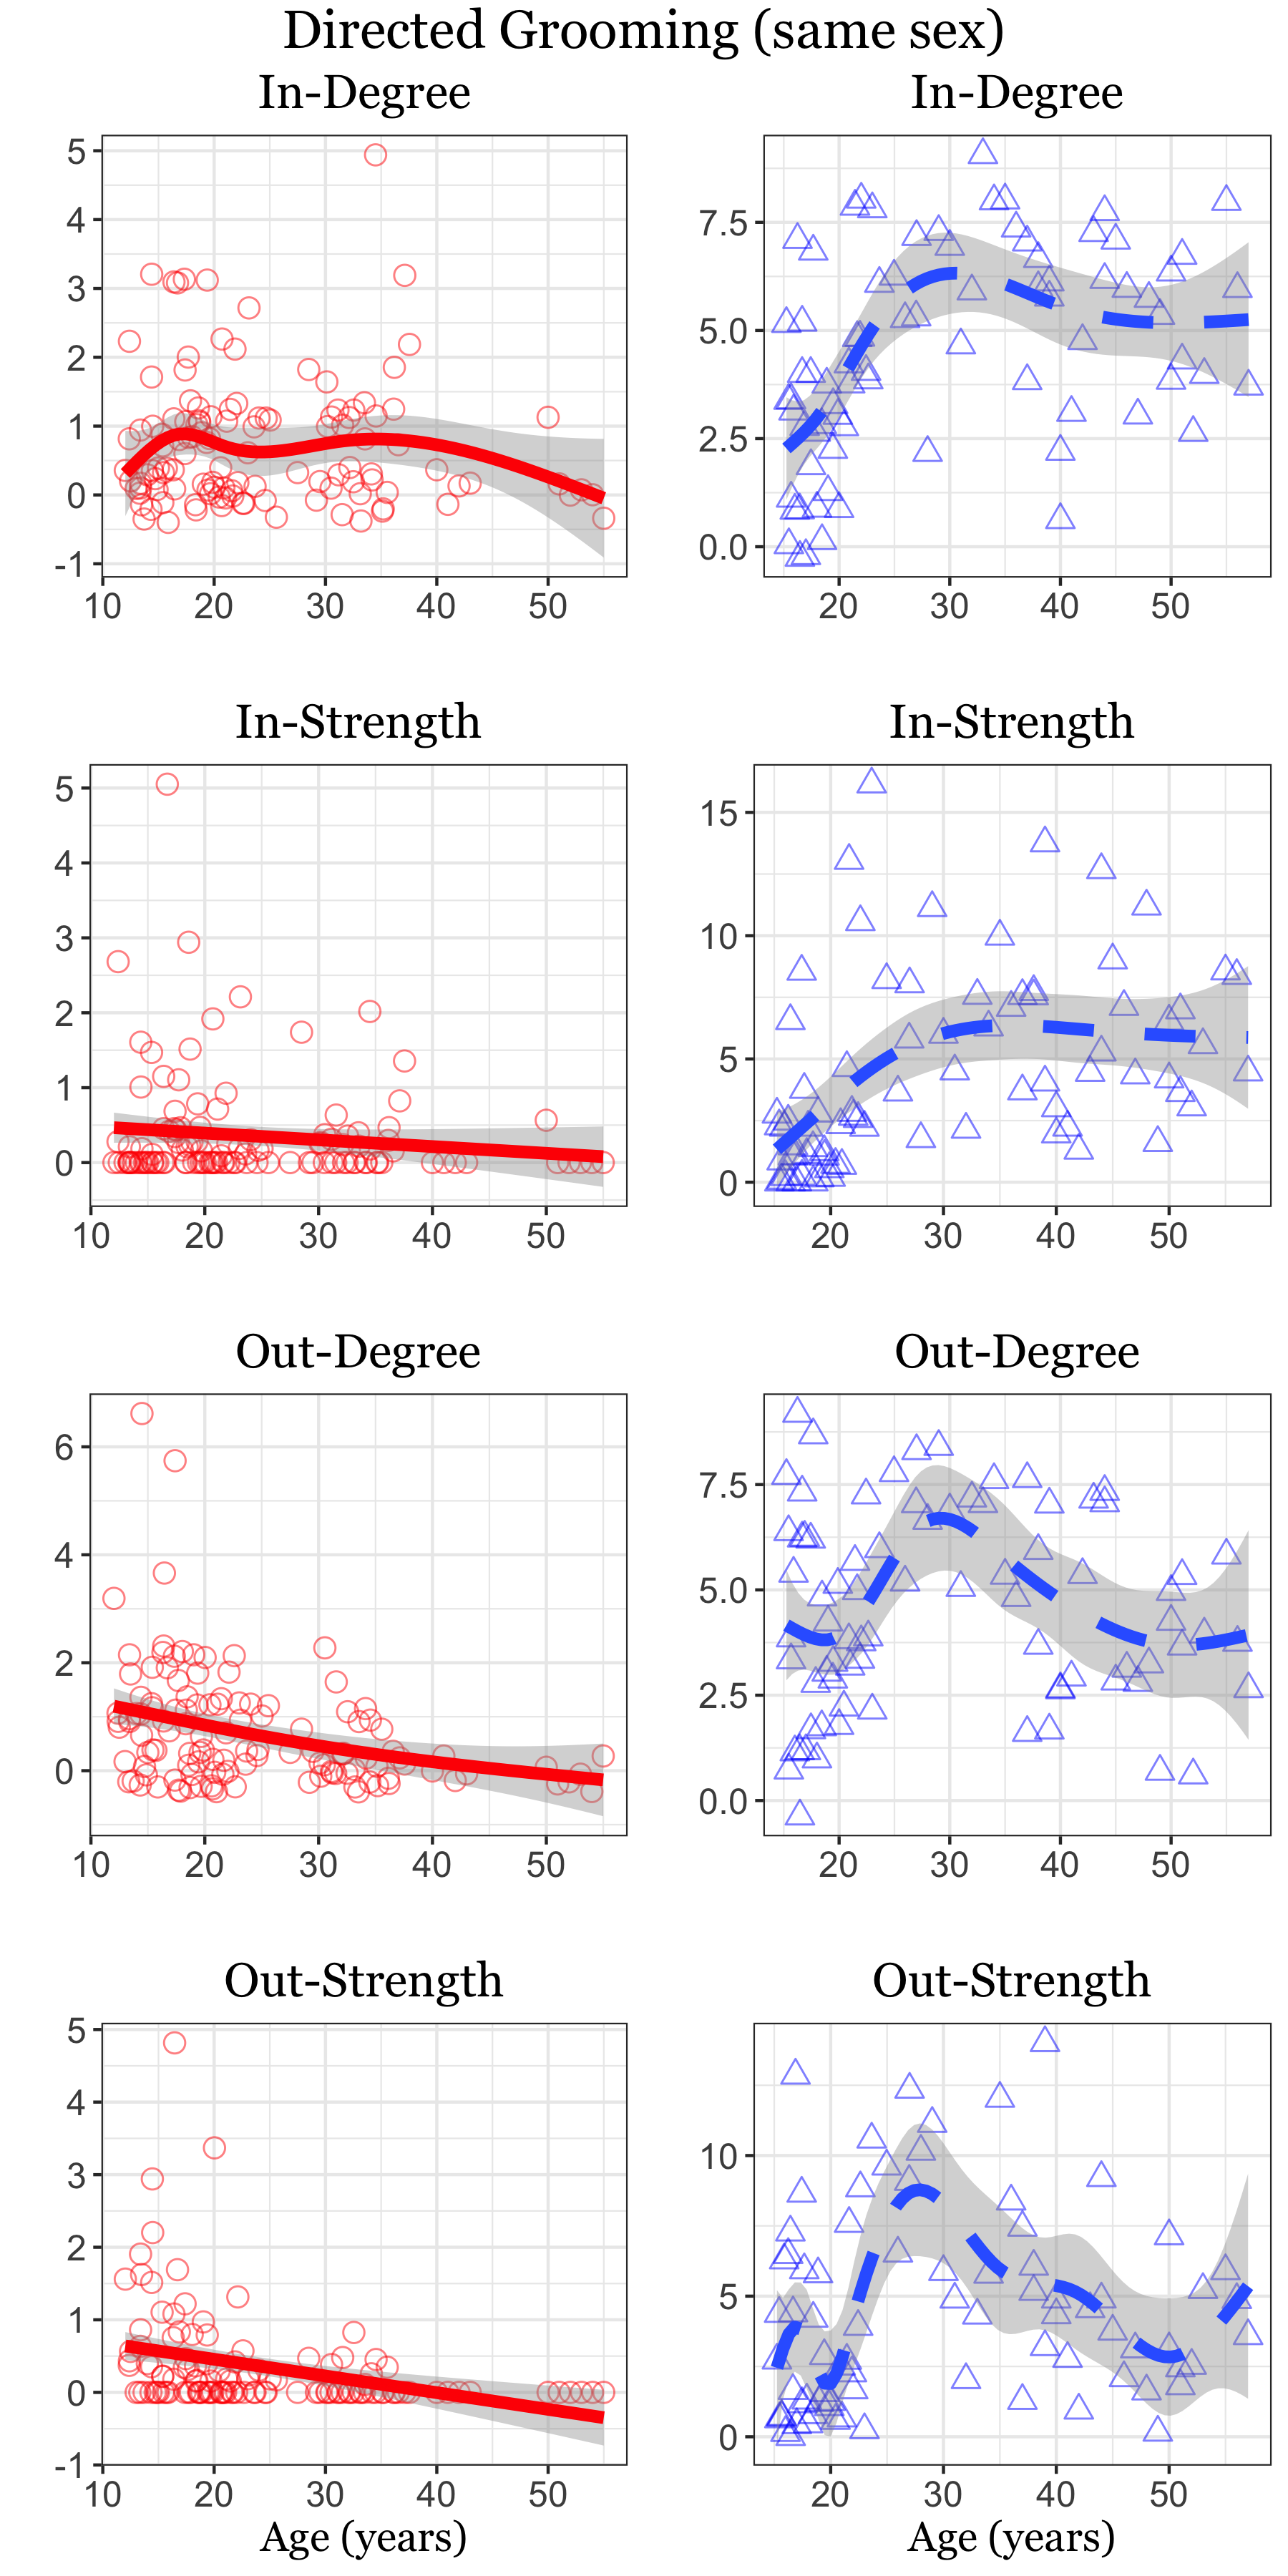 Directed Grooming (same sex)
In-Degree In-Degree
5
4
3
2
1
0
-1
10 20 30 40 50
7.5
5.0
2.5
0.0
20 30 40 50
In-Strength In-Strength
5
4
3
2
1
0
10 20 30 40 50
15
10
5
0
20 30 40 50
Out-Degree Out-Degree
6
4
2
0
10 20 30 40 50
7.5
5.0
2.5
0.0
20 30 40 50
Out-Strength Out-Strength
5
4
3
2
1
0
-1
10 20 30 40 50
Age (years)
10
5
0
20 30 40 50
Age (years)